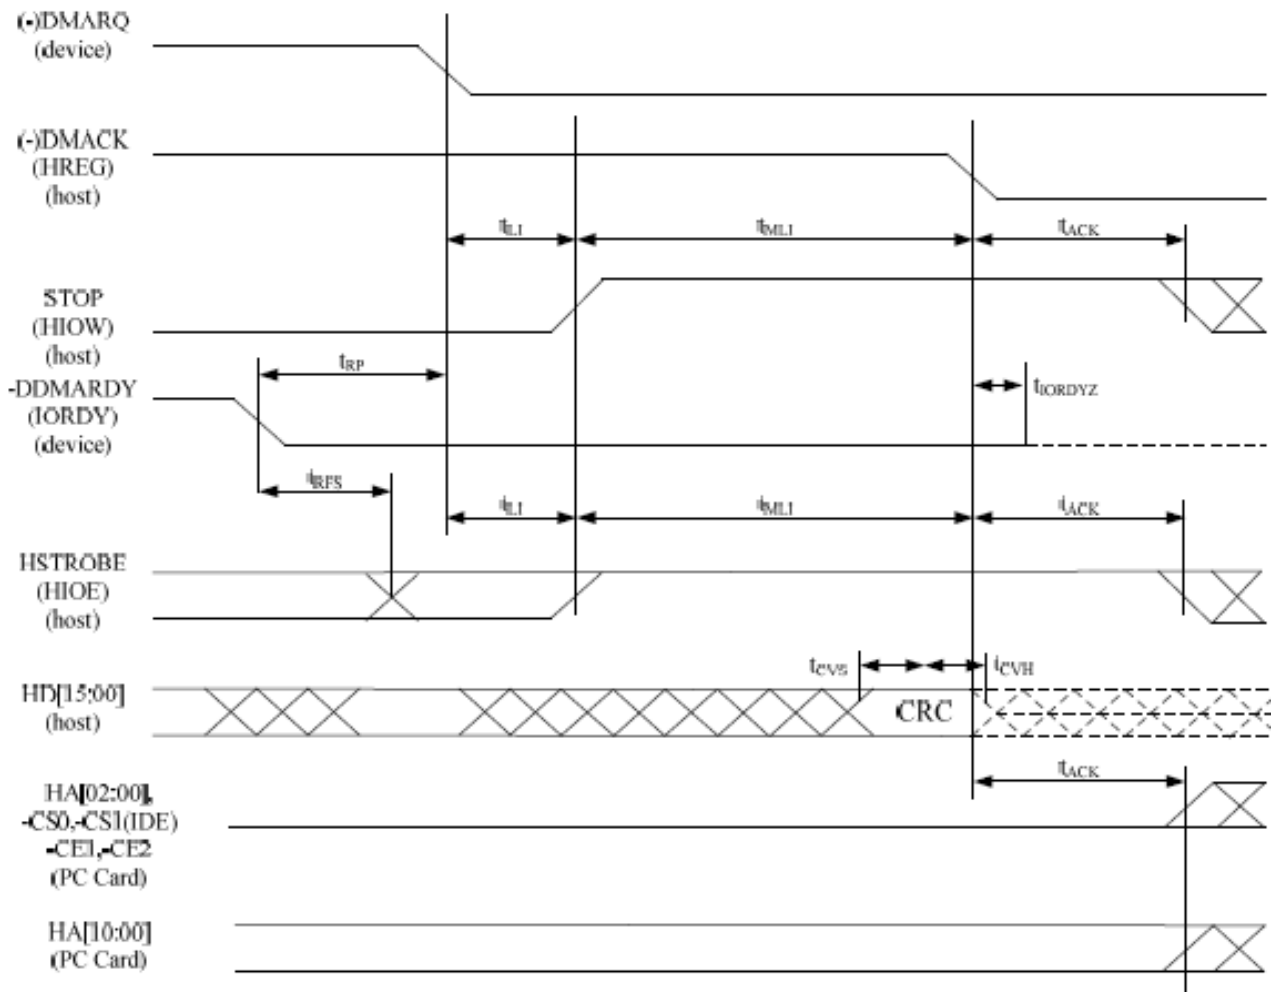 (-)DMARQ
(device)
(-)DMACK
(HREG)
(host)
tLI
tMLI
tACK
STOP
(HIOW)
(host)
tRP
-DDMARDY
(IORDY)
(device)
tIORDYZ
tRFS
tLI
tMLI
tACK
HSTROBE
(HIOE)
(host)
tCVS
tCVH
HD[15;00]
(host)
CRC
tACK
HA[02:00],
-CS0,-CS1(IDE)
-CE1,-CE2
(PC Card)
HA[10:00]
(PC Card)